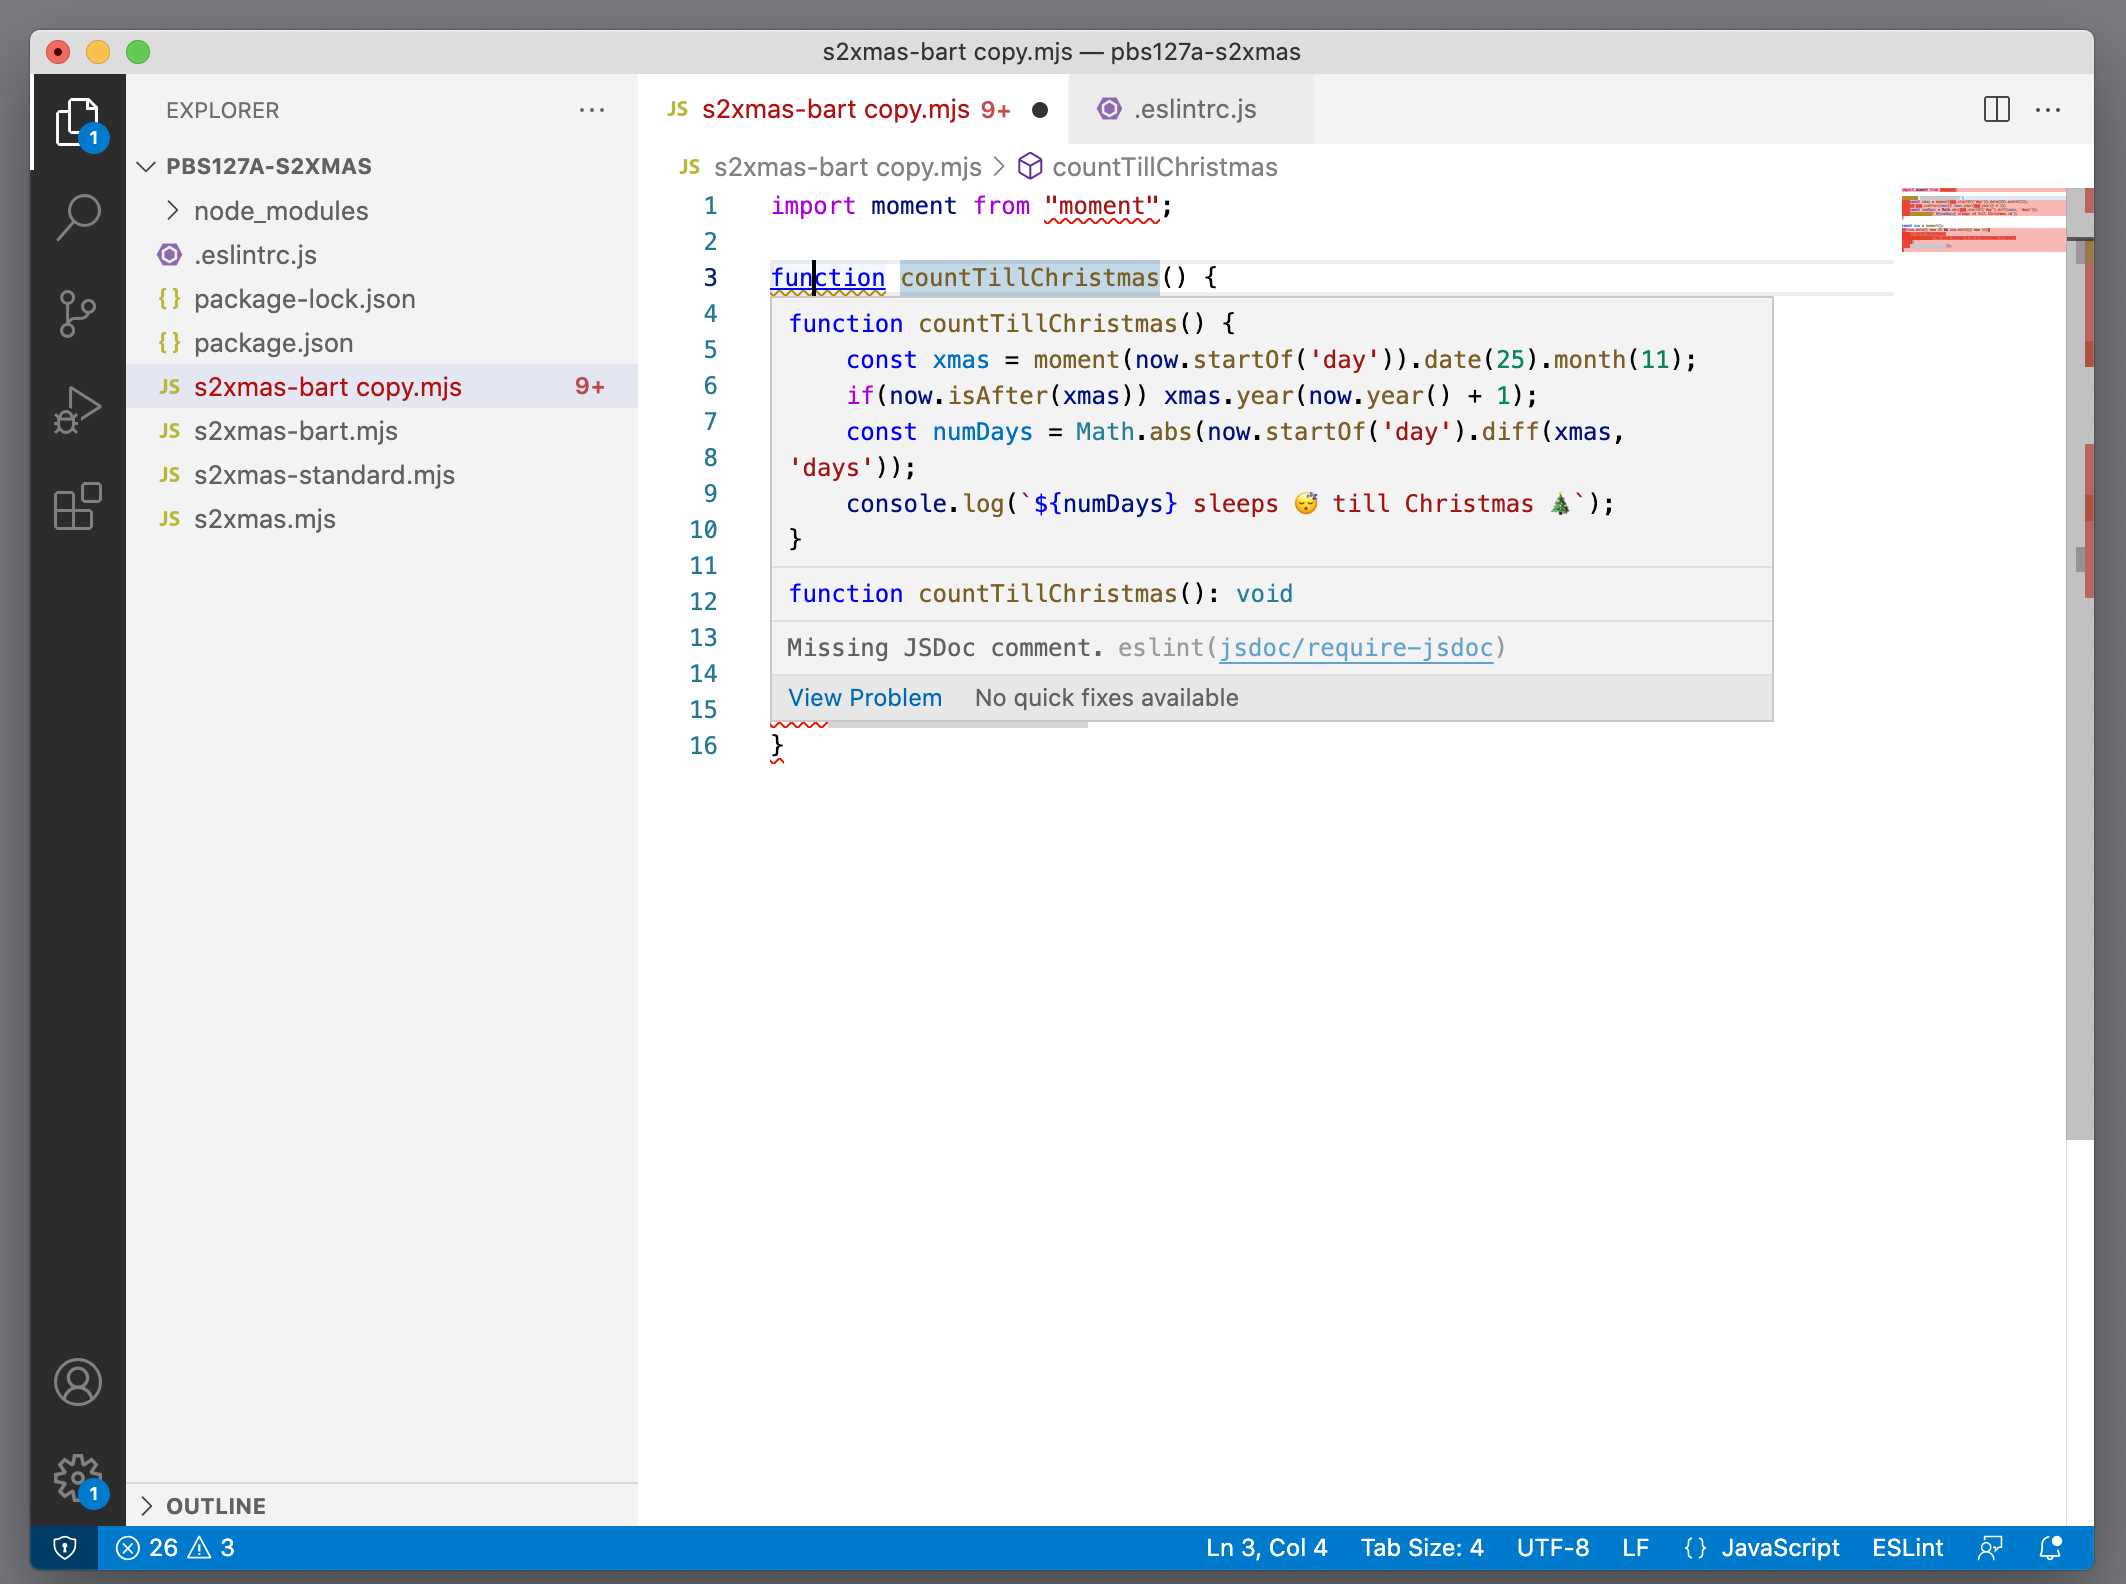 s2xmas-bart copy.mjs — pbs127a-s2xmas
EXPLORER
PBS127A-S2XMAS
node_modules
.eslintrc.js
{} package-lock.json
{} package.json
JS s2xmas-bart copy.mjs 9+
JS s2xmas-bart.mjs
JS s2xmas-standard.mjs
JS s2xmas.mjs
OUTLINE
1
1
JS s2xmas-bart copy.mjs 9+
.eslintrc.js
JS s2xmas-bart copy.mjs > countTillChristmas
1 import moment from "moment";
2
3 function countTillChristmas() {
4
5
6
7
8
9
10
11
12
13
14
15
16 }
function countTillChristmas() {
const xmas = moment(now.startOf('day')).date(25).month(11);
if(now.isAfter(xmas)) xmas.year(now.year() + 1);
const numDays = Math.abs(now.startOf('day').diff(xmas,
'days'));
console.log(`${numDays} sleeps 😴 till Christmas 🎄`);
}
function countTillChristmas(): void
Missing JSDoc comment. eslint(jsdoc/require-jsdoc)
View Problem No quick fixes available
26 3
Ln 3, Col 4 Tab Size: 4 UTF-8 LF {} JavaScript ESLint